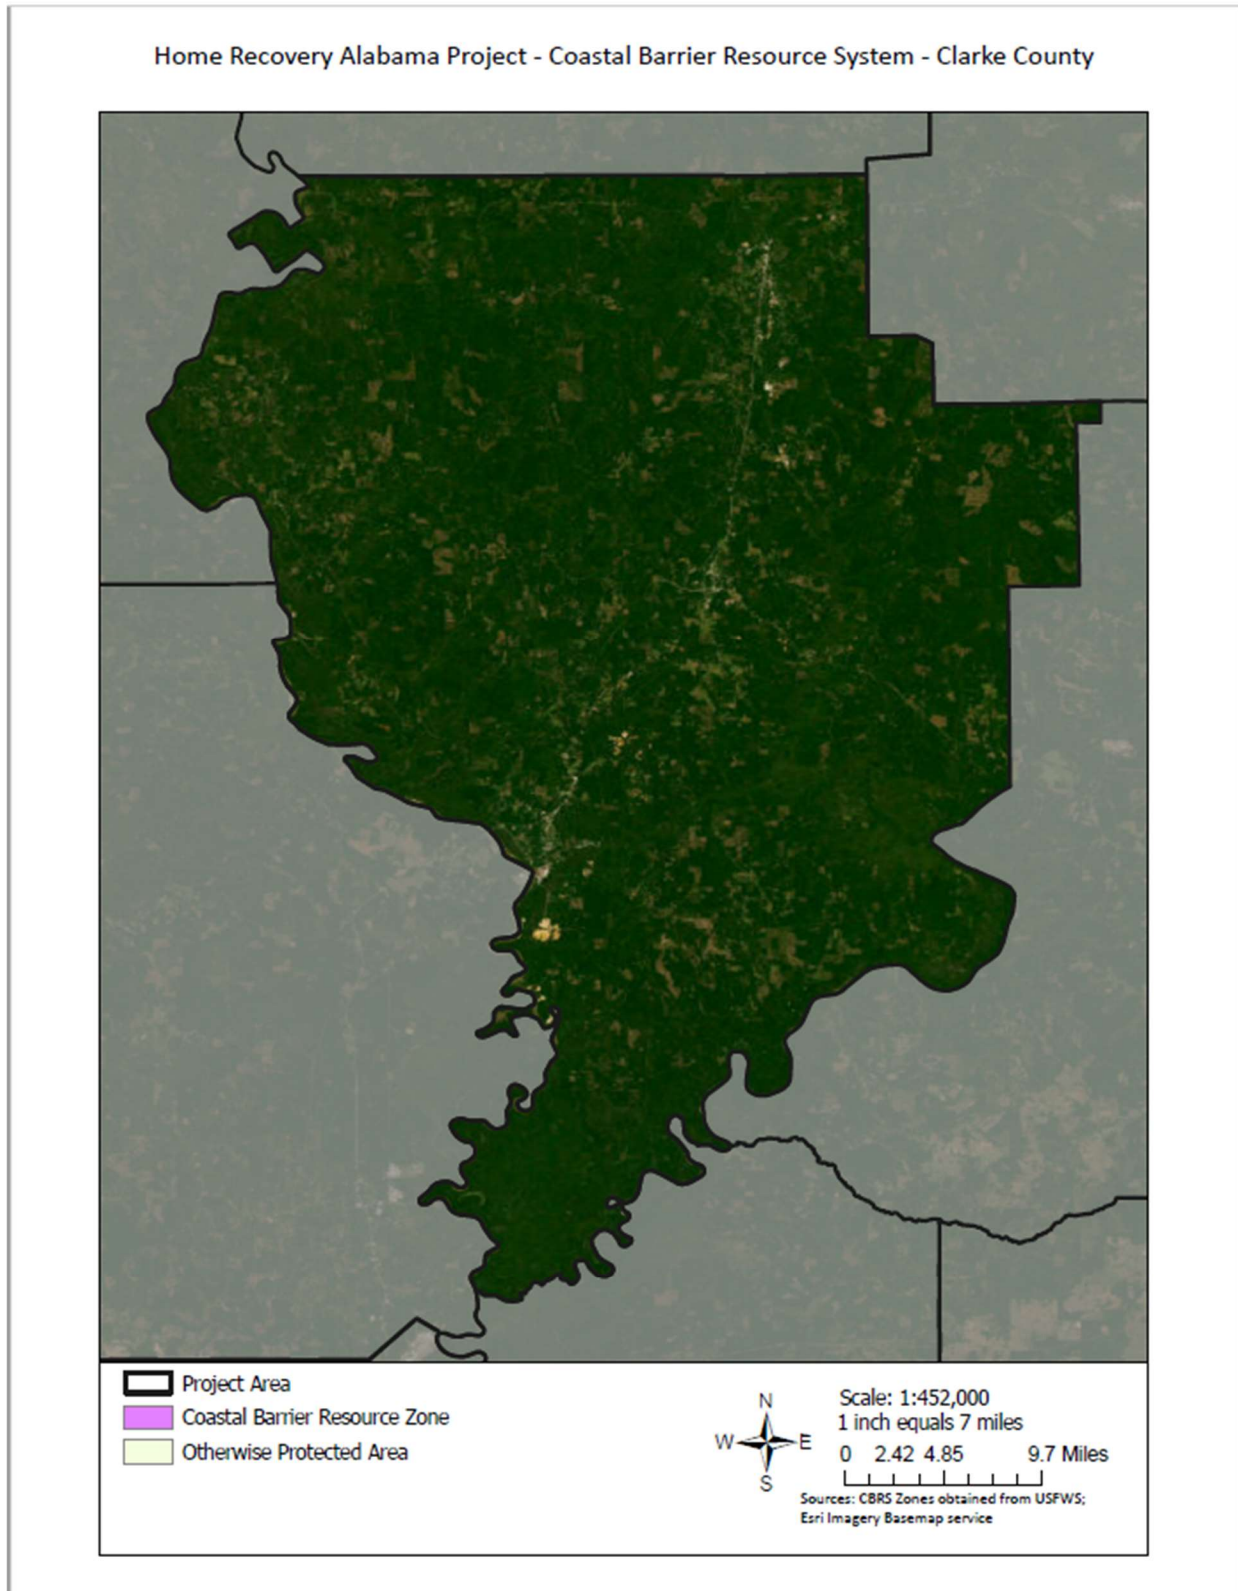 Home Recovery Alabama Project - Coastal Barrier Resource System - Clarke County
Project Area
Coastal Barrier Resource Zone
Otherwise Protected Area
N
W E
S
Scale: 1:452,000
1 inch equals 7 miles
0 2.42 4.85 9.7 Miles
Sources: CBRS Zones obtained from USFWS;
Esri Imagery Basemap service